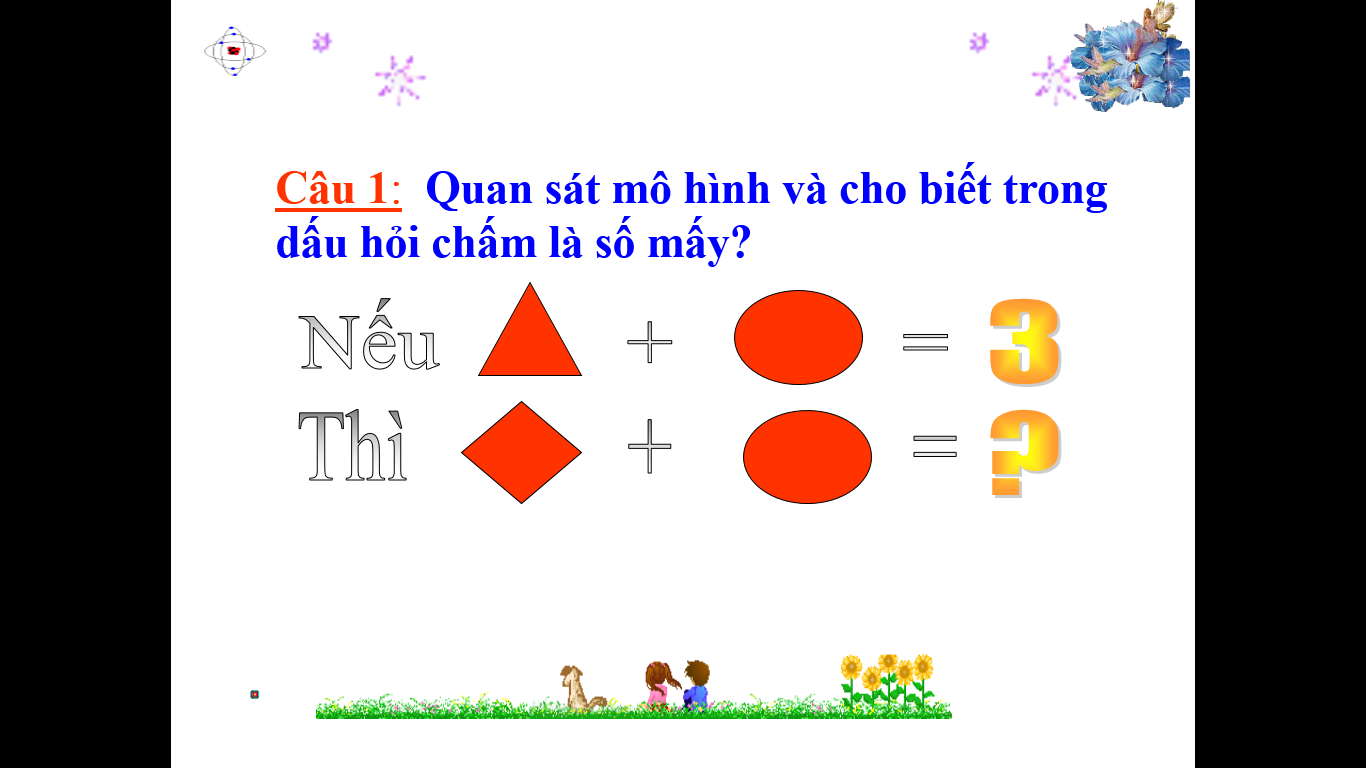 Câu 1: Quan sát mô hình và cho biết trong
dấu hỏi chấm là số mấy?
Nếu + = 3
Thì + = ?